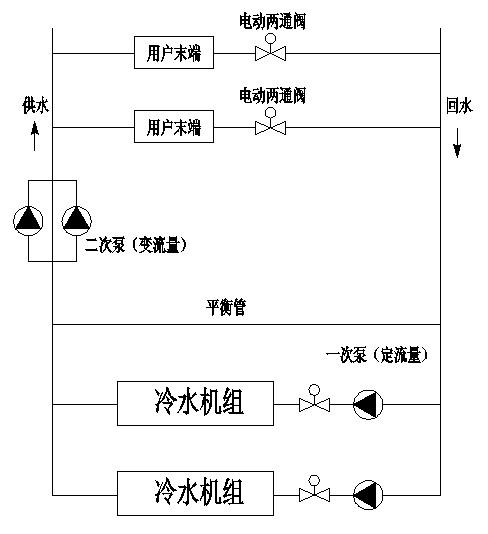 电动两通阀
用户末端
供水
电动两通阀
回水
用户末端
二次泵（变流量）
平衡管
一次泵（定流量）
冷水机组
冷水机组